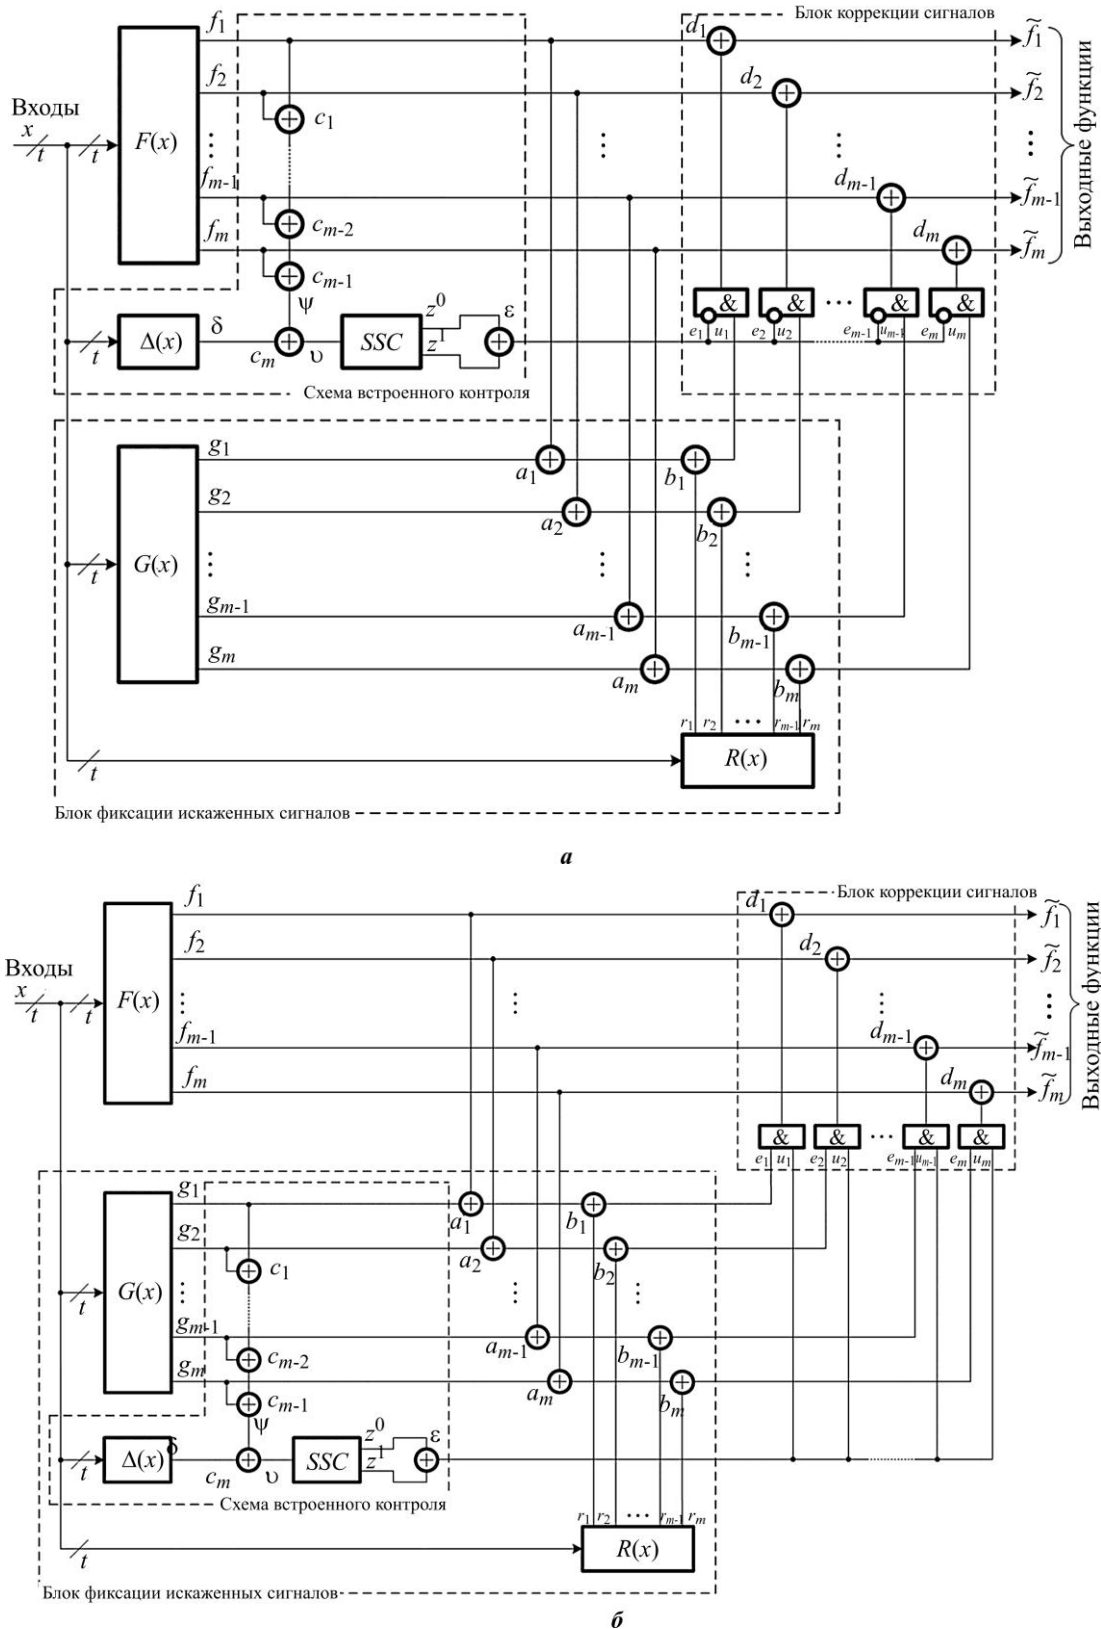 Блок коррекции сигналов
f₁
d₁
f̃₁
f₂
d₂
f̃₂
Входы
x
t
t
F(x)
⋮
c₁
⋮
⋮
⋮
fₘ₋₁
dₘ₋₁
f̃ₘ₋₁
cₘ₋₂
fₘ
dₘ
f̃ₘ
Выходные функции
cₘ₋₁
ψ
& & ··· & &
e₁ u₁ e₂ u₂ eₘ₋₁ uₘ₋₁ eₘ uₘ
t
Δ(x)
δ
cₘ
υ
SSC
z⁰
z¹
ε
Схема встроенного контроля
g₁
a₁
b₁
g₂
a₂
b₂
t
G(x)
⋮
⋮
⋮
gₘ₋₁
aₘ₋₁
bₘ₋₁
gₘ
aₘ
bₘ
r₁ r₂ ··· rₘ₋₁ rₘ
t
R(x)
Блок фиксации искаженных сигналов
а
Блок коррекции сигналов
f₁
d₁
f̃₁
f₂
d₂
f̃₂
Входы
x
t
t
F(x)
⋮
⋮
⋮
⋮
fₘ₋₁
dₘ₋₁
f̃ₘ₋₁
fₘ
dₘ
f̃ₘ
Выходные функции
& & ··· & &
e₁ u₁ e₂ u₂ eₘ₋₁ uₘ₋₁ eₘ uₘ
g₁
a₁
b₁
g₂
c₁
a₂
b₂
t
G(x)
⋮
⋮
⋮
gₘ₋₁
aₘ₋₁
bₘ₋₁
cₘ₋₂
gₘ
cₘ₋₁
aₘ
bₘ
ψ
t
Δ(x)
δ
cₘ
υ
SSC
z⁰
z¹
ε
Схема встроенного контроля
r₁ r₂ ··· rₘ₋₁ rₘ
t
R(x)
Блок фиксации искаженных сигналов
б